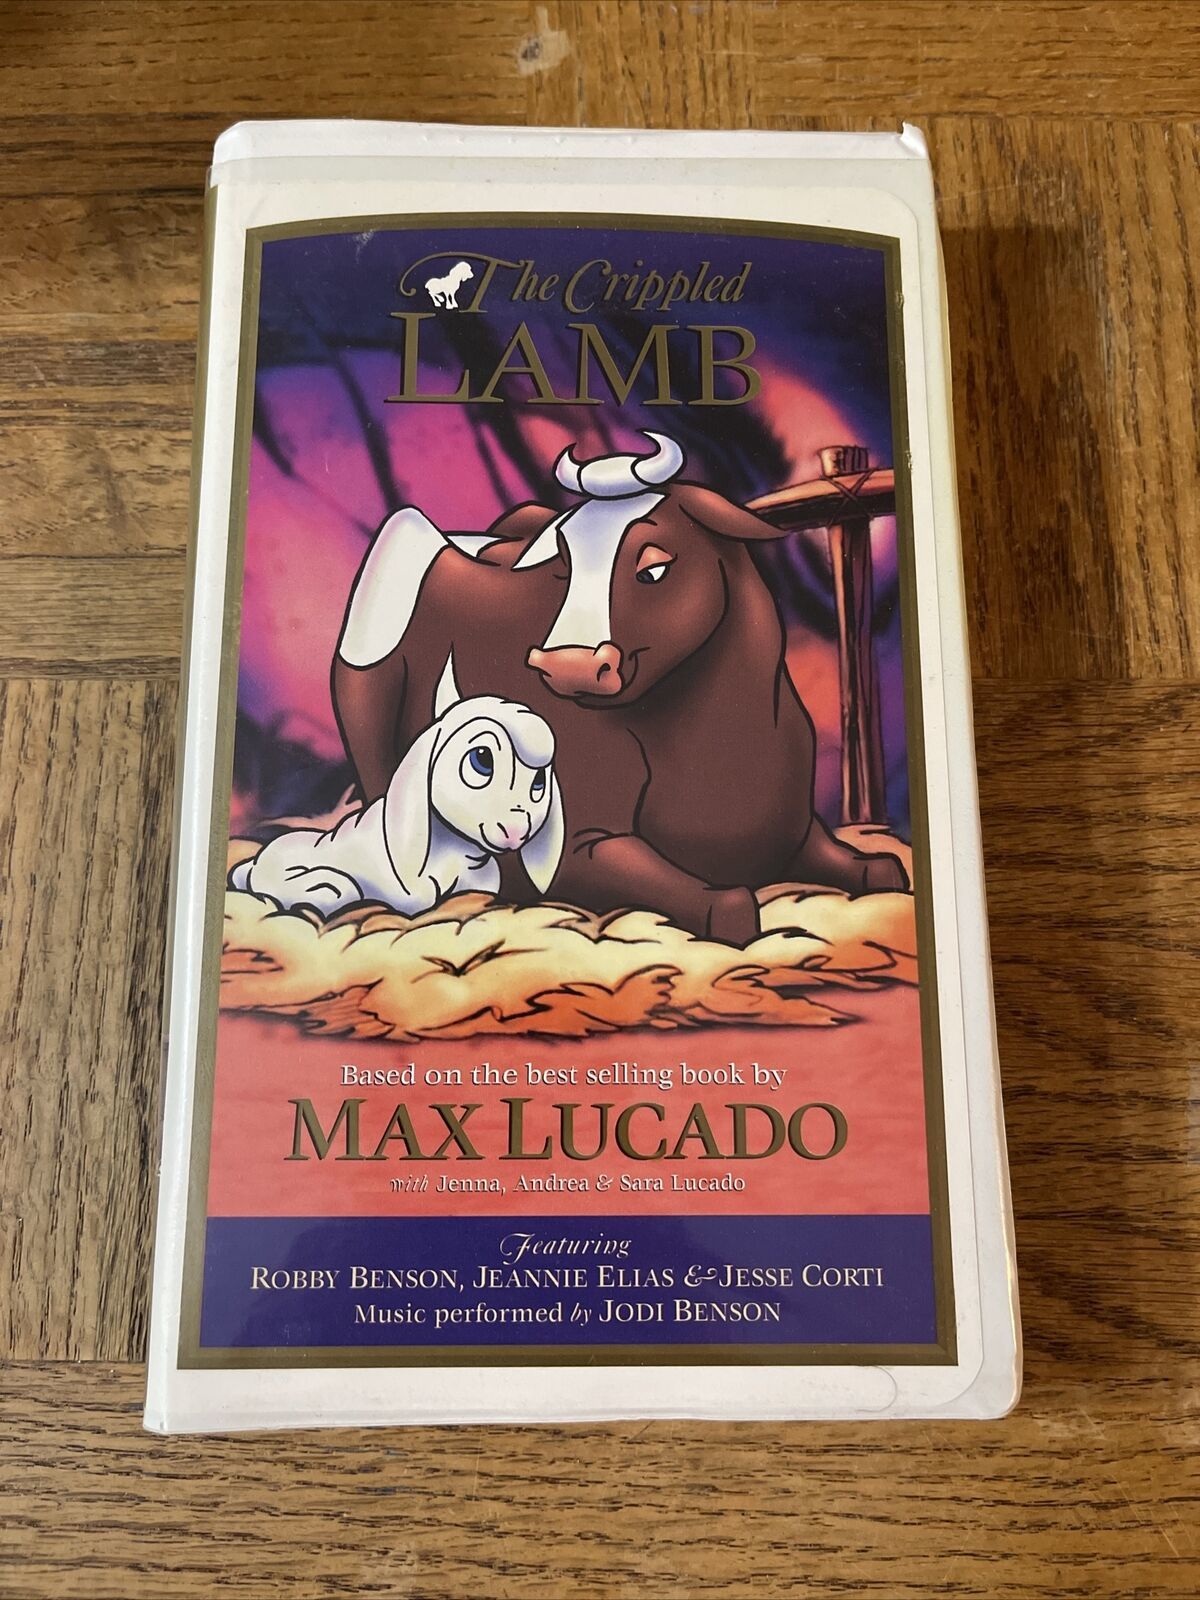 The Crippled
LAMB
Based on the best selling book by
MAX LUCADO
with Jenna, Andrea & Sara Lucado
Featuring
ROBBY BENSON, JEANNIE ELIAS & JESSE CORTI
Music performed by JODI BENSON